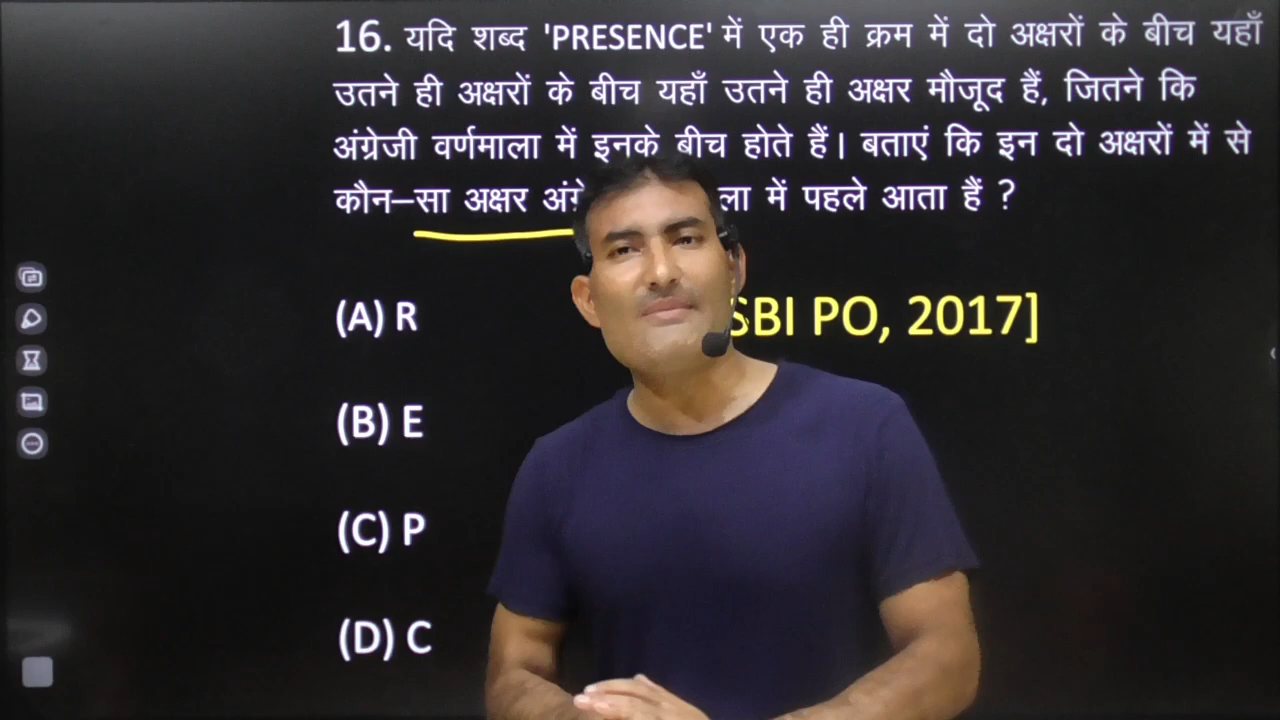 16. यदि शब्द 'PRESENCE' में एक ही क्रम में दो अक्षरों के बीच यहाँ
उतने ही अक्षरों के बीच यहाँ उतने ही अक्षर मौजूद हैं, जितने कि
अंग्रेजी वर्णमाला में इनके बीच होते हैं। बताएं कि इन दो अक्षरों में से
कौन–सा अक्षर में पहले आता हैं ?
(A) R
SBI PO, 2017]
(B) E
(C) P
(D) C